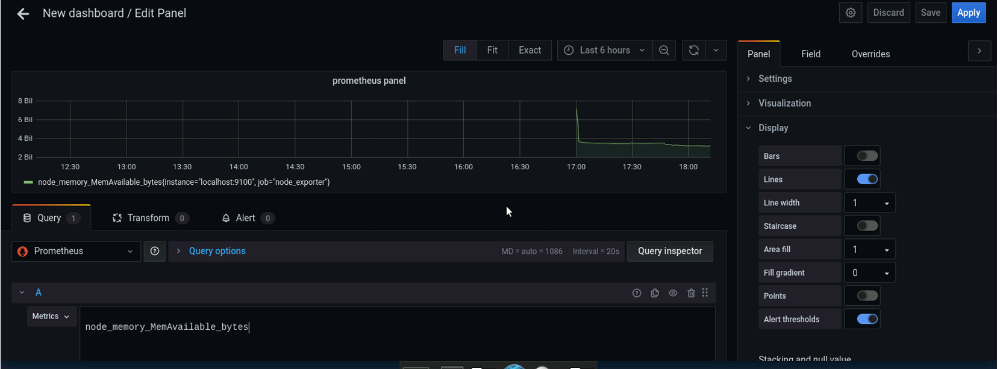 New dashboard / Edit Panel
Discard Save Apply
Fill Fit Exact Last 6 hours
Panel Field Overrides
prometheus panel
8 Bil
6 Bil
4 Bil
2 Bil
12:30 13:00 13:30 14:00 14:30 15:00 15:30 16:00 16:30 17:00 17:30 18:00
node_memory_MemAvailable_bytes{instance="localhost:9100", job="node_exporter"}
Query 1 Transform 0 Alert 0
Prometheus Query options MD = auto = 1086 Interval = 20s Query inspector
A
Metrics
node_memory_MemAvailable_bytes
Settings
Visualization
Display
Bars
Lines
Line width 1
Staircase
Area fill 1
Fill gradient 0
Points
Alert thresholds
Stacking and null value